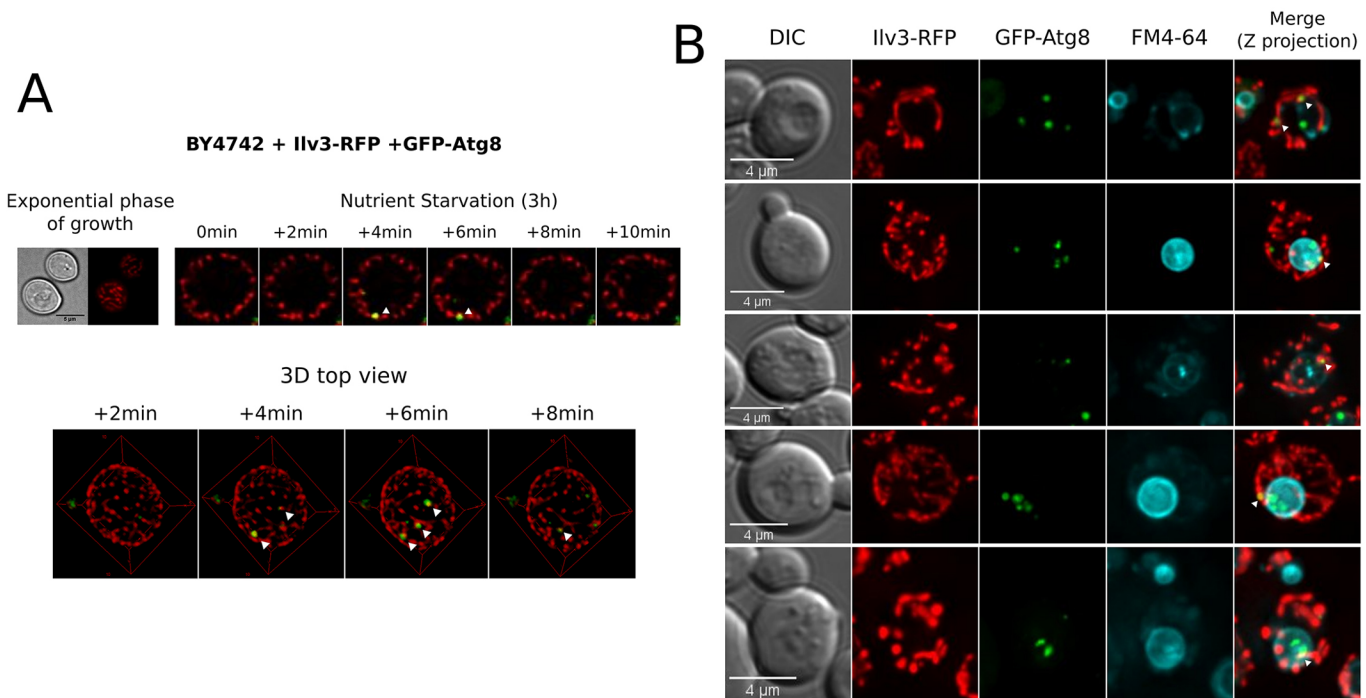 A
BY4742 + Ilv3-RFP +GFP-Atg8
Exponential phase
of growth
Nutrient Starvation (3h)
0min +2min +4min +6min +8min +10min
5 µm
3D top view
+2min +4min +6min +8min
B
DIC Ilv3-RFP GFP-Atg8 FM4-64 Merge
(Z projection)
4 µm
4 µm
4 µm
4 µm
4 µm